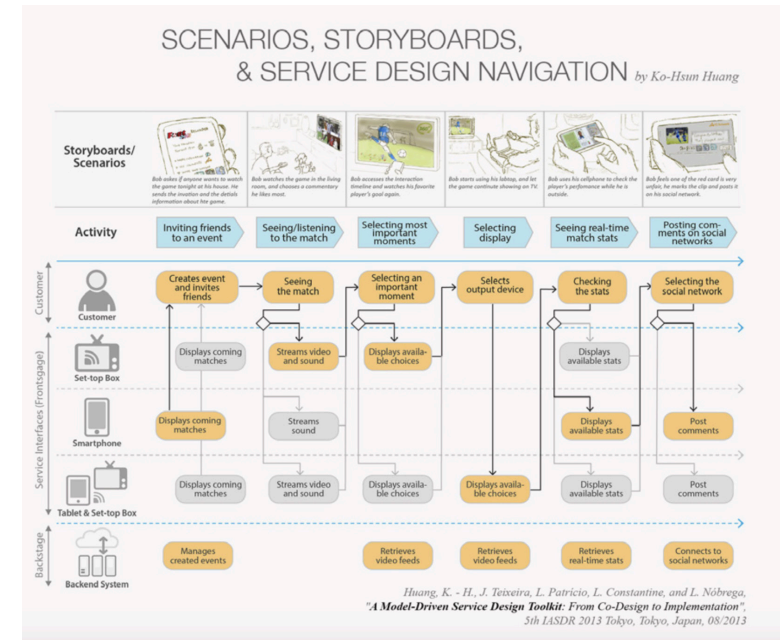 SCENARIOS, STORYBOARDS,
& SERVICE DESIGN NAVIGATION by Ko-Hsun Huang
Storyboards/
Scenarios
Bob asks if anyone wants to watch
the game tonight at his house. He
sends the invation and the detiels
information about hte game.
Bob watches the game in the living
room, and chooses a commentary
he likes most.
Bob accesses the interaction
timeline and watches his favorite
player's goal again.
Bob starts using his labtop, and let
the game continute showing on TV.
Bob uses his cellphone to check the
player's perfomance while he is
outside.
Bob feels one of the red card is very
unfair, he marks the clip and posts it
on his social network.
Activity
Inviting friends
to an event
Seeing/listening
to the match
Selecting most
important
moments
Selecting
display
Seeing real-time
match stats
Posting com-
ments on social
networks
Customer
Customer
Creates event
and invites
friends
Seeing
the match
Selecting an
important
moment
Selects
output device
Checking
the stats
Selecting the
social network
Service Interfaces (Frontsgage)
Set-top Box
Displays coming
matches
Streams video
and sound
Displays availa-
ble choices
Displays
available stats
Smartphone
Displays coming
matches
Streams
sound
Displays
available stats
Post
comments
Tablet & Set-top Box
Displays coming
matches
Streams video
and sound
Displays availa-
ble choices
Displays availa-
ble choices
Displays
available stats
Post
comments
Backstage
Backend System
Manages
created events
Retrieves
video feeds
Retrieves
video feeds
Retrieves
real-time stats
Connects to
social networks
Huang, K. - H., J. Teixeira, L. Patrício, L. Constantine, and L. Nóbrega,
"A Model-Driven Service Design Toolkit: From Co-Design to Implementation",
5th IASDR 2013 Tokyo, Tokyo, Japan, 08/2013